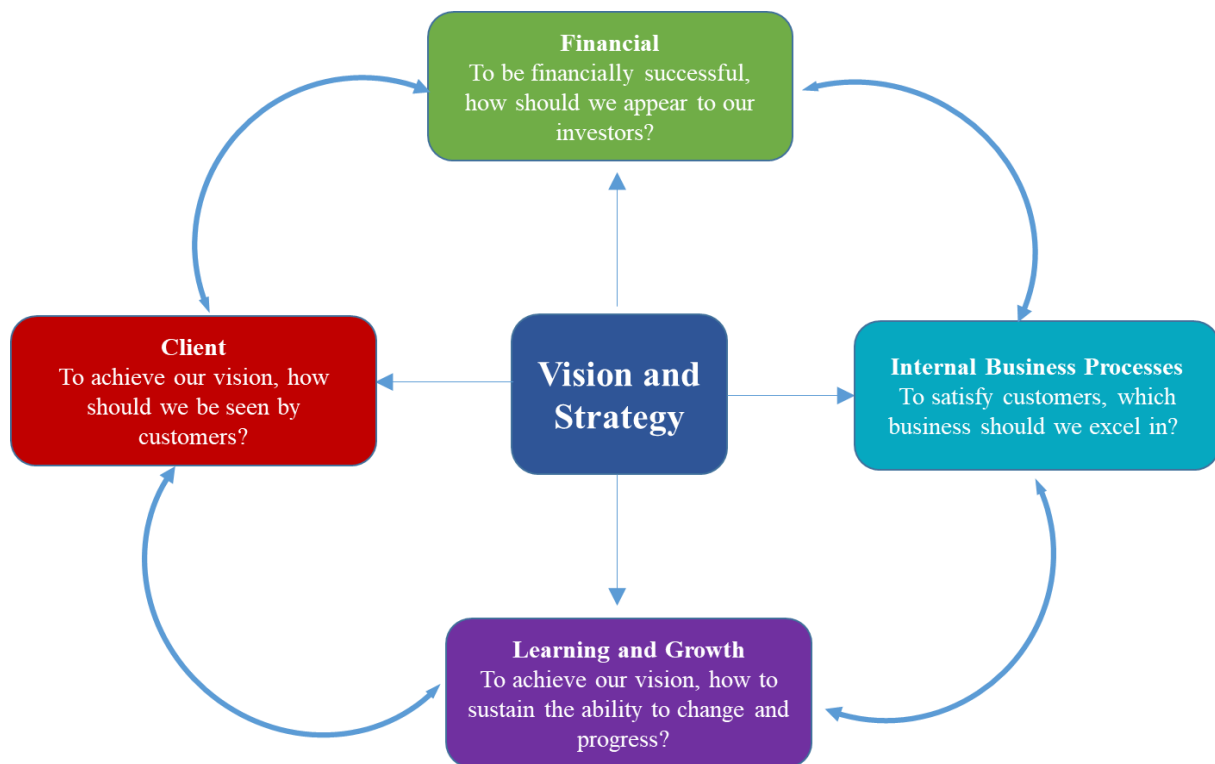 Financial
To be financially successful,
how should we appear to our
investors?
Client
To achieve our vision, how
should we be seen by
customers?
Vision and
Strategy
Internal Business Processes
To satisfy customers, which
business should we excel in?
Learning and Growth
To achieve our vision, how to
sustain the ability to change and
progress?